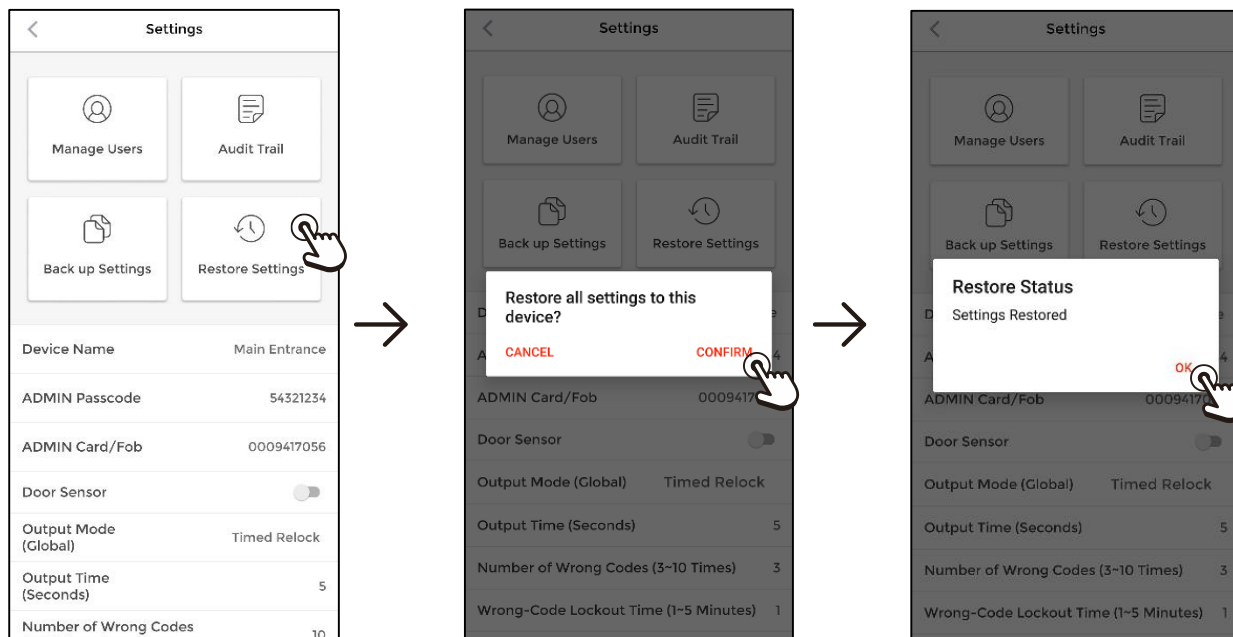 Settings
Manage Users
Audit Trail
Back up Settings
Restore Settings
Device Name
Main Entrance
ADMIN Passcode
54321234
ADMIN Card/Fob
0009417056
Door Sensor
Output Mode
(Global)
Timed Relock
Output Time
(Seconds)
5
Number of Wrong Codes
10
Settings
Manage Users
Audit Trail
Back up Settings
Restore Settings
Restore all settings to this
device?
CANCEL
CONFIRM
D
e
A
4
ADMIN Card/Fob
000941705
Door Sensor
Output Mode (Global)
Timed Relock
Output Time (Seconds)
5
Number of Wrong Codes (3~10 Times)
3
Wrong-Code Lockout Time (1~5 Minutes)
1
Settings
Manage Users
Audit Trail
Back up Settings
Restore Settings
Restore Status
Settings Restored
OK
D
e
A
4
ADMIN Card/Fob
0009417
Door Sensor
Output Mode (Global)
Timed Relock
Output Time (Seconds)
5
Number of Wrong Codes (3~10 Times)
3
Wrong-Code Lockout Time (1~5 Minutes)
1